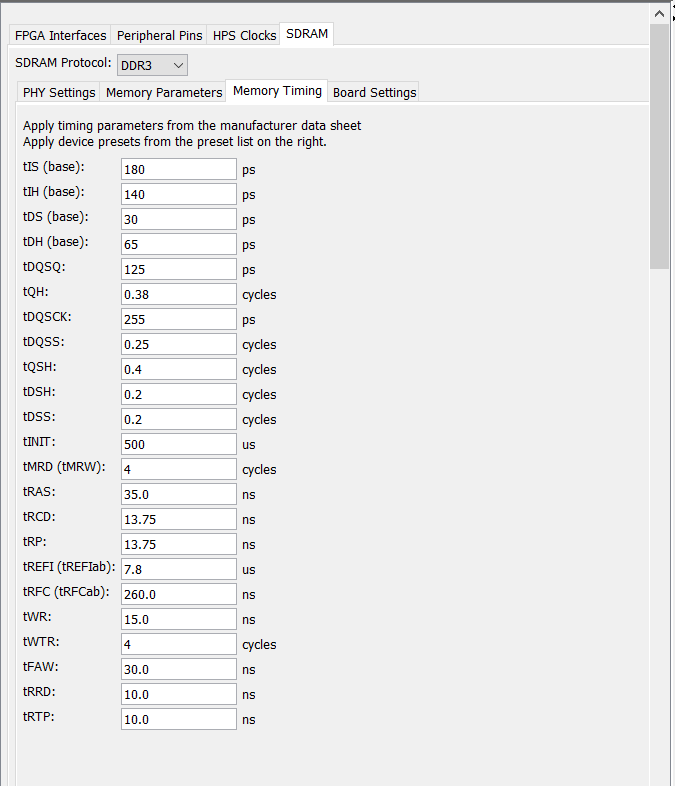 FPGA Interfaces Peripheral Pins HPS Clocks SDRAM
SDRAM Protocol: DDR3
PHY Settings Memory Parameters Memory Timing Board Settings
Apply timing parameters from the manufacturer data sheet
Apply device presets from the preset list on the right.
tIS (base): 180 ps
tIH (base): 140 ps
tDS (base): 30 ps
tDH (base): 65 ps
tDQSQ: 125 ps
tQH: 0.38 cycles
tDQSCK: 255 ps
tDQSS: 0.25 cycles
tQSH: 0.4 cycles
tDSH: 0.2 cycles
tDSS: 0.2 cycles
tINIT: 500 us
tMRD (tMRW): 4 cycles
tRAS: 35.0 ns
tRCD: 13.75 ns
tRP: 13.75 ns
tREFI (tREFIab): 7.8 us
tRFC (tRFCab): 260.0 ns
tWR: 15.0 ns
tWTR: 4 cycles
tFAW: 30.0 ns
tRRD: 10.0 ns
tRTP: 10.0 ns